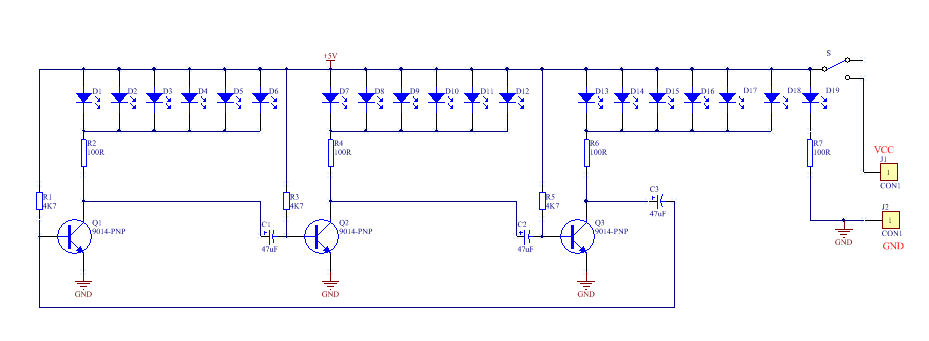 +5V
S
D1
D2
D3
D4
D5
D6
D7
D8
D9
D10
D11
D12
D13
D14
D15
D16
D17
D18
D19
R2
100R
R4
100R
R6
100R
R7
100R
VCC
J1
1
CON1
R1
4K7
R3
4K7
R5
4K7
C3
47uF
J2
1
CON1
GND
GND
Q1
9014-PNP
C1
47uF
Q2
9014-PNP
C2
47uF
Q3
9014-PNP
GND
GND
GND